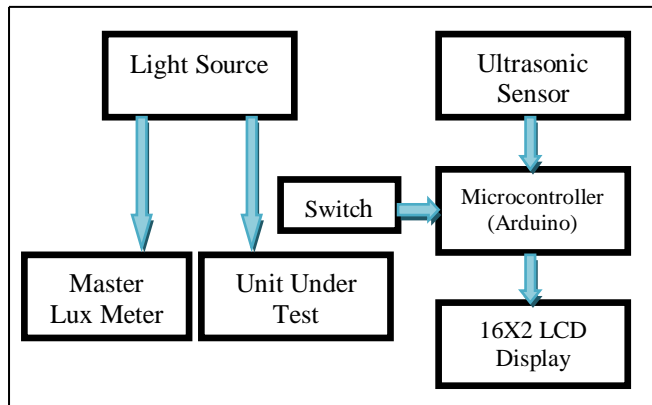 Light Source
Ultrasonic
Sensor
Switch
Microcontroller
(Arduino)
Master
Lux Meter
Unit Under
Test
16X2 LCD
Display